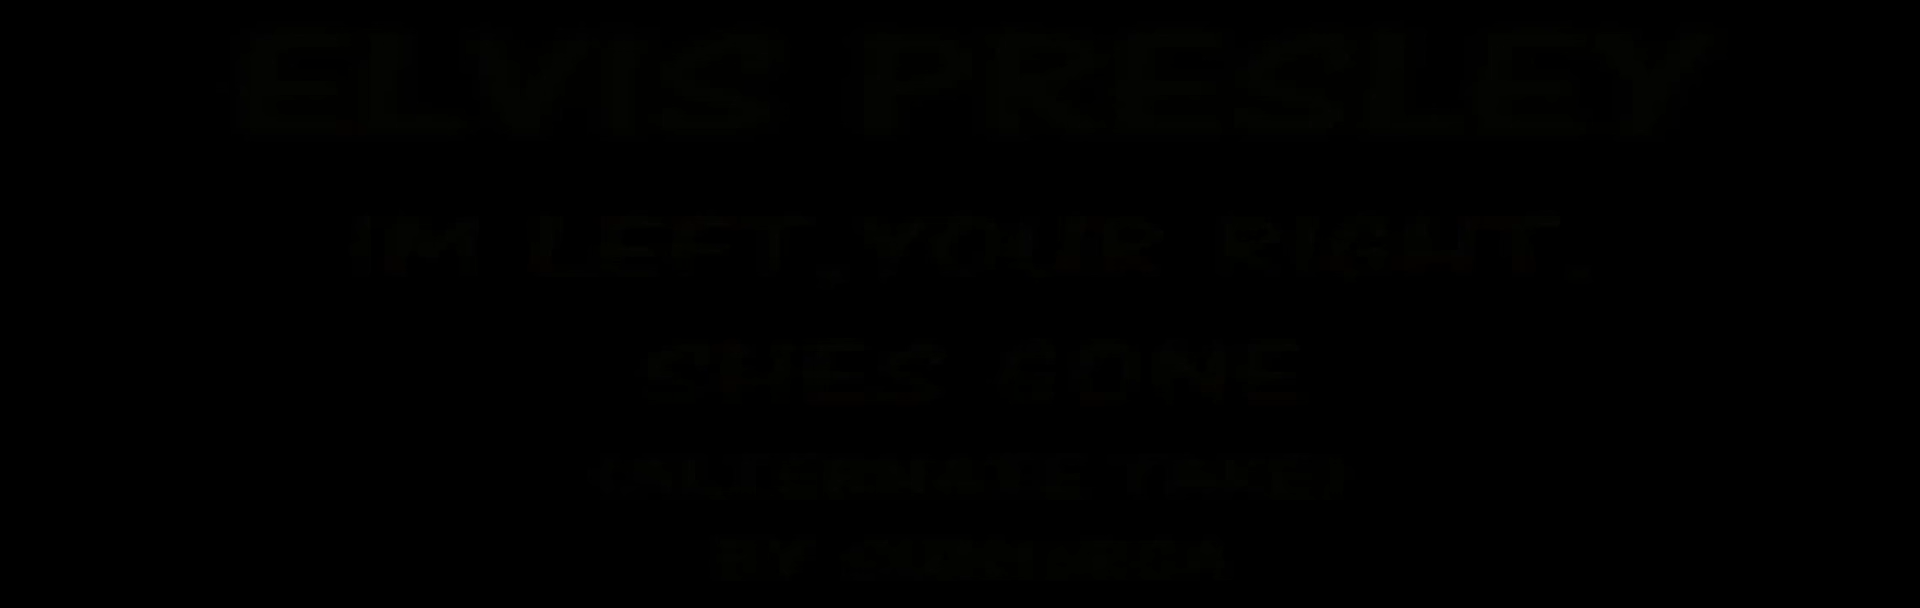 ELVIS PRESLEY
IM LEFT,YOUR RIGHT.
SHES GONE
(ALTERNATE TAKE)
BY